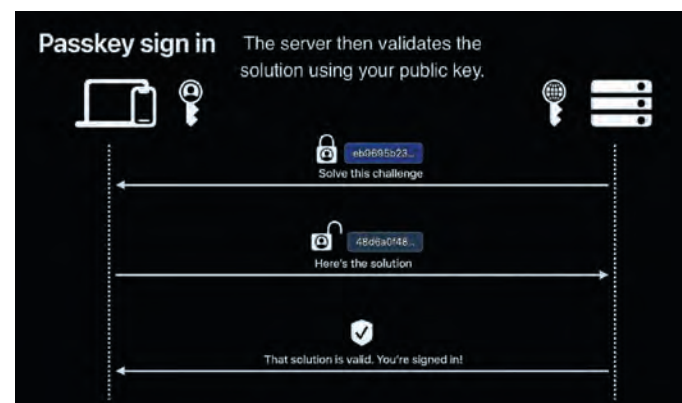 Passkey sign in
The server then validates the
solution using your public key.
eb9695b23...
Solve this challenge
48d6a0f48...
Here's the solution
That solution is valid. You're signed in!